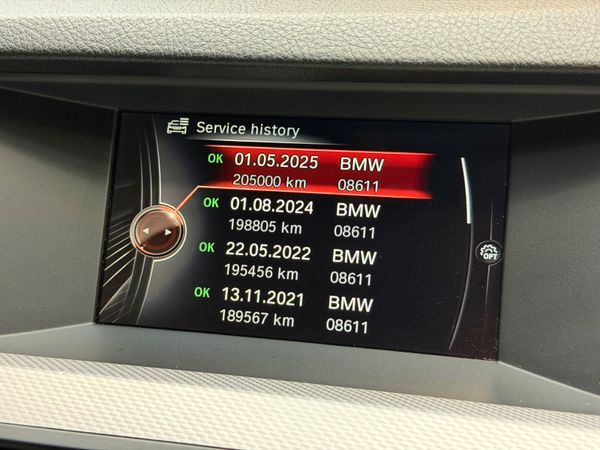 Service history
OK 01.05.2025 BMW
205000 km 08611
OK 01.08.2024 BMW
198805 km 08611
OK 22.05.2022 BMW
195456 km 08611
OK 13.11.2021 BMW
189567 km 08611
OPT